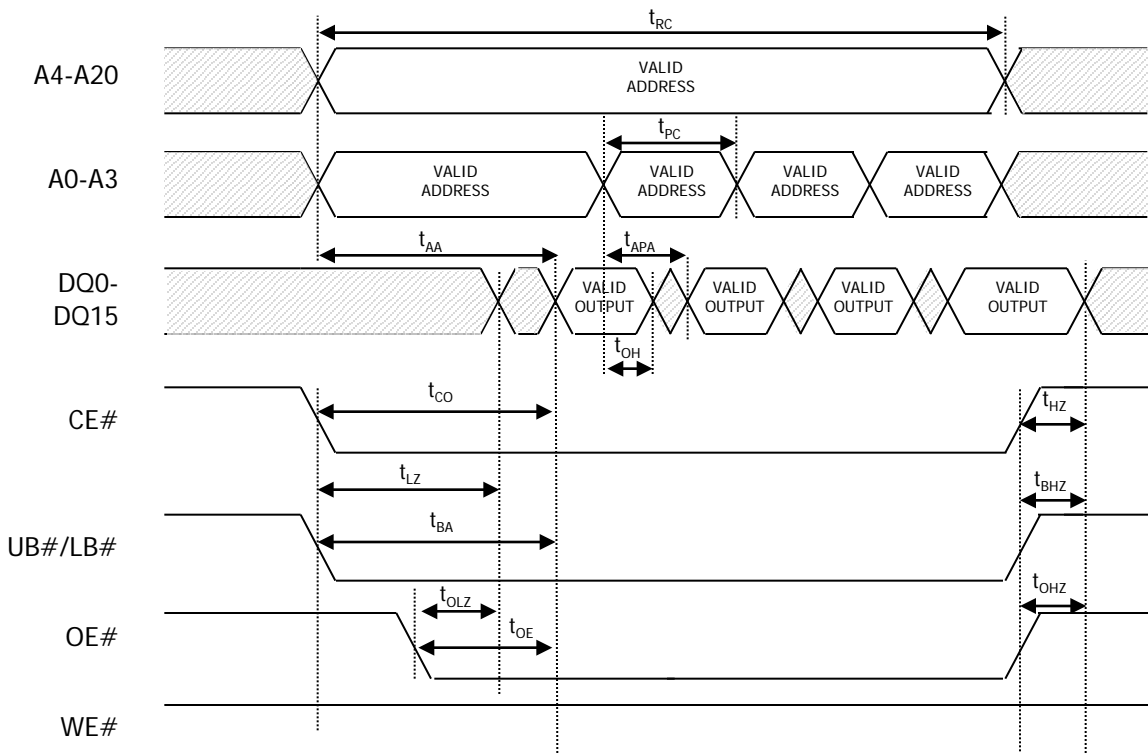 tRC
A4-A20
VALID
ADDRESS
tPC
A0-A3
VALID
ADDRESS
VALID
ADDRESS
VALID
ADDRESS
VALID
ADDRESS
tAA
tAPA
DQ0-
DQ15
VALID
OUTPUT
VALID
OUTPUT
VALID
OUTPUT
VALID
OUTPUT
tOH
CE#
tCO
tHZ
tLZ
tBHZ
UB#/LB#
tBA
tOLZ
tOHZ
OE#
tOE
WE#